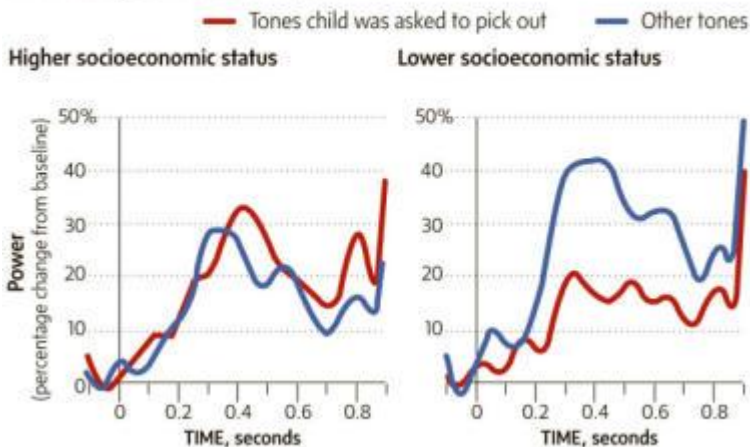 Tones child was asked to pick out Other tones
Higher socioeconomic status Lower socioeconomic status
Power
(percentage change from baseline)
50% 50%
40 40
30 30
20 20
10 10
0 0
0 0.2 0.4 0.6 0.8 0 0.2 0.4 0.6 0.8
TIME, seconds TIME, seconds